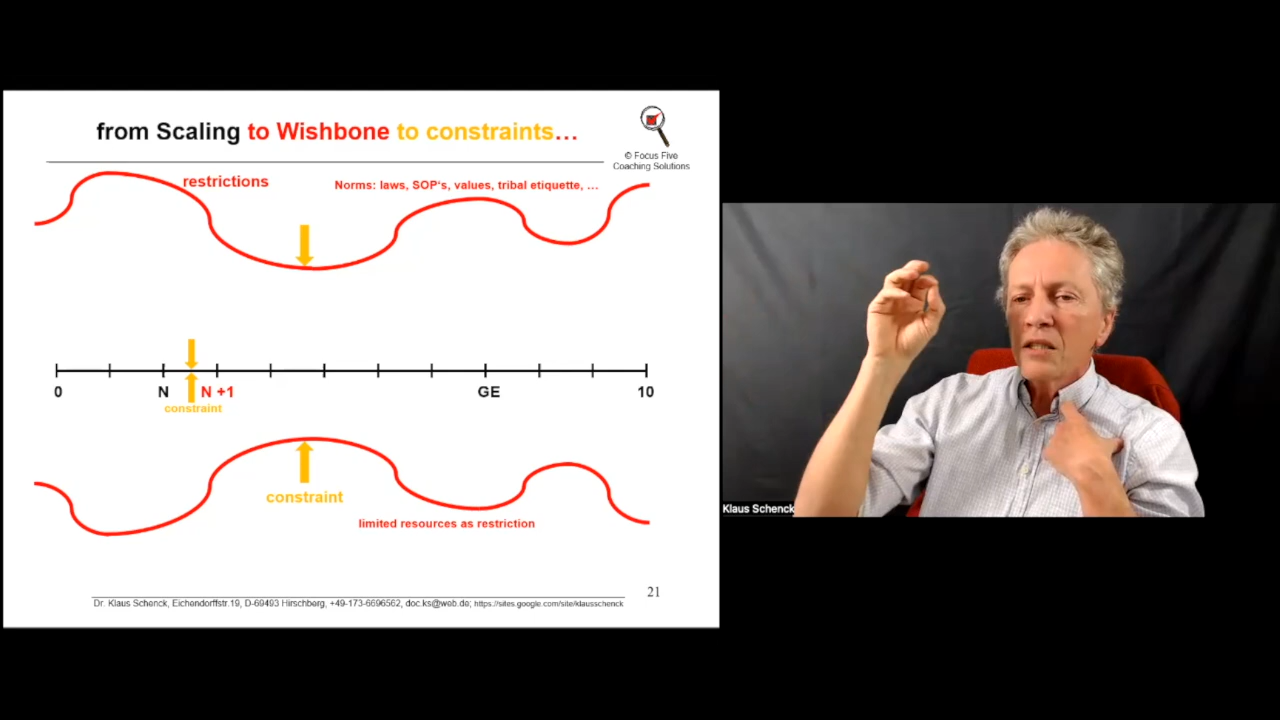 from Scaling to Wishbone to constraints…
© Focus Five
Coaching Solutions
restrictions
Norms: laws, SOP's, values, tribal etiquette, …
0 N N +1 GE 10
constraint
constraint
limited resources as restriction
21
Dr. Klaus Schenck, Eichendorffstr.19, D-69493 Hirschberg, +49-173-6696562, doc.ks@web.de; https://sites.google.com/site/klausschenck
Klaus Schenck